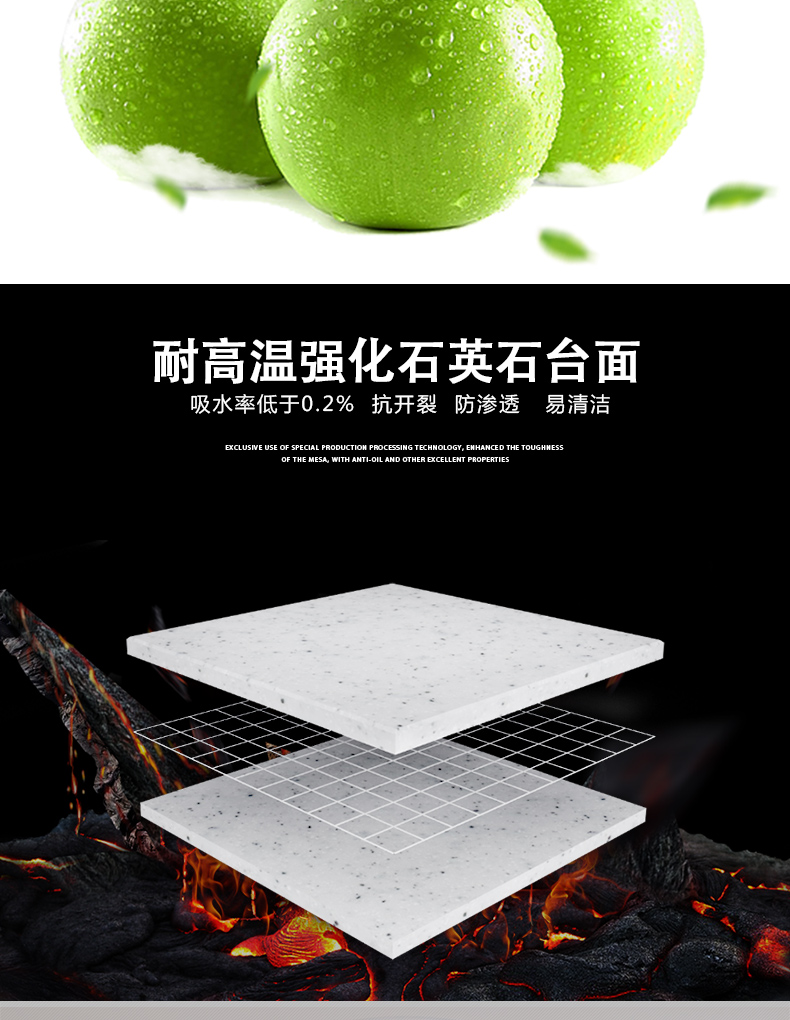 耐高温强化石英石台面
吸水率低于0.2% 抗开裂 防渗透 易清洁
EXCLUSIVE USE OF SPECIAL PRODUCTION PROCESSING TECHNOLOGY, ENHANCED THE TOUGHNESS
OF THE MESA, WITH ANTI-OIL AND OTHER EXCELLENT PROPERTIES